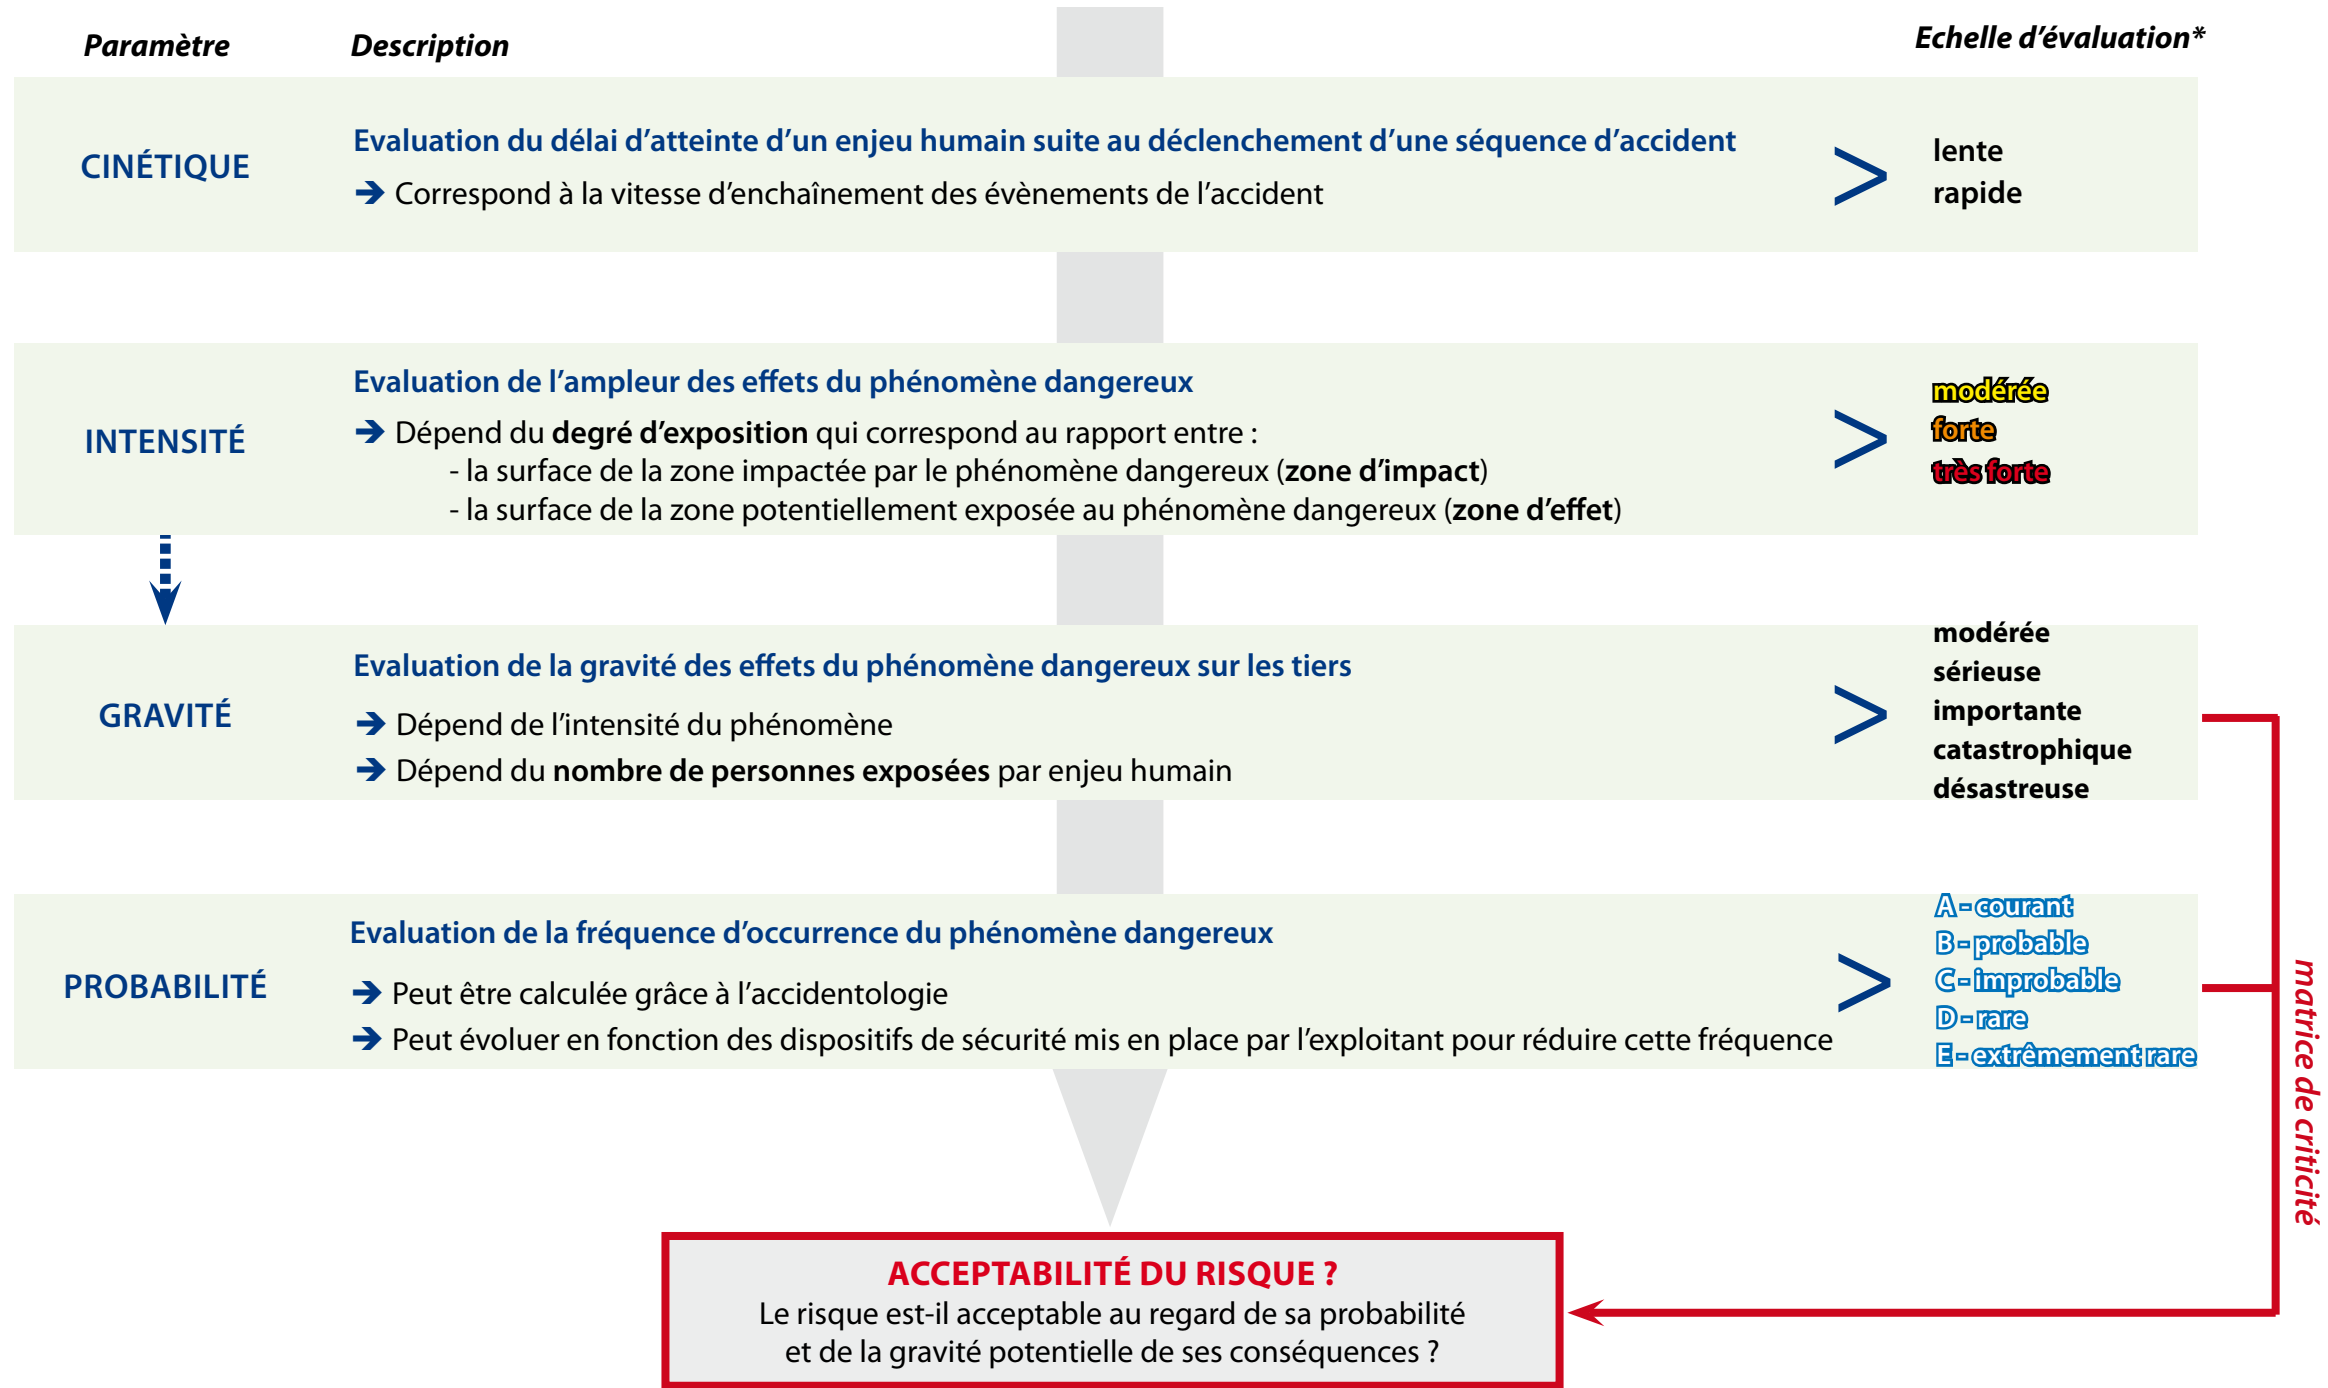 Paramètre
Description
Echelle d’évaluation*
CINÉTIQUE
Evaluation du délai d’atteinte d’un enjeu humain suite au déclenchement d’une séquence d’accident
➔ Correspond à la vitesse d’enchaînement des évènements de l’accident
>
lente
rapide
INTENSITÉ
Evaluation de l’ampleur des effets du phénomène dangereux
➔ Dépend du degré d’exposition qui correspond au rapport entre :
- la surface de la zone impactée par le phénomène dangereux (zone d’impact)
- la surface de la zone potentiellement exposée au phénomène dangereux (zone d’effet)
>
modérée
forte
très forte
GRAVITÉ
Evaluation de la gravité des effets du phénomène dangereux sur les tiers
➔ Dépend de l’intensité du phénomène
➔ Dépend du nombre de personnes exposées par enjeu humain
>
modérée
sérieuse
importante
catastrophique
désastreuse
PROBABILITÉ
Evaluation de la fréquence d’occurrence du phénomène dangereux
➔ Peut être calculée grâce à l’accidentologie
➔ Peut évoluer en fonction des dispositifs de sécurité mis en place par l’exploitant pour réduire cette fréquence
>
A - courant
B - probable
C - improbable
D - rare
E - extrêmement rare
matrice de criticité
ACCEPTABILITÉ DU RISQUE ?
Le risque est-il acceptable au regard de sa probabilité
et de la gravité potentielle de ses conséquences ?